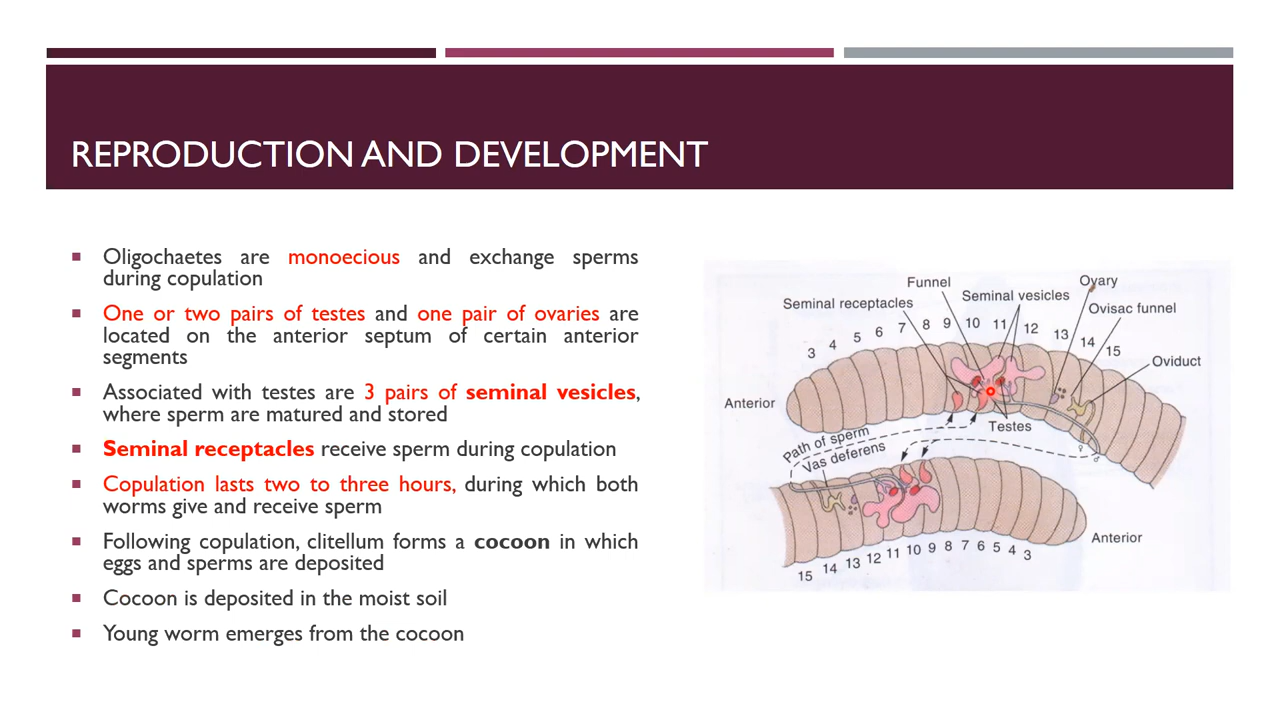 REPRODUCTION AND DEVELOPMENT
Oligochaetes are monoecious and exchange sperms
during copulation
One or two pairs of testes and one pair of ovaries are
located on the anterior septum of certain anterior
segments
Associated with testes are 3 pairs of seminal vesicles,
where sperm are matured and stored
Seminal receptacles receive sperm during copulation
Copulation lasts two to three hours, during which both
worms give and receive sperm
Following copulation, clitellum forms a cocoon in which
eggs and sperms are deposited
Cocoon is deposited in the moist soil
Young worm emerges from the cocoon
Funnel
Ovary
Seminal receptacles
Seminal vesicles
Ovisac funnel
3 4 5 6 7 8 9 10 11 12 13 14 15
Oviduct
Anterior
Testes
Path of sperm
Vas deferens
♀ ♂
Anterior
15 14 13 12 11 10 9 8 7 6 5 4 3